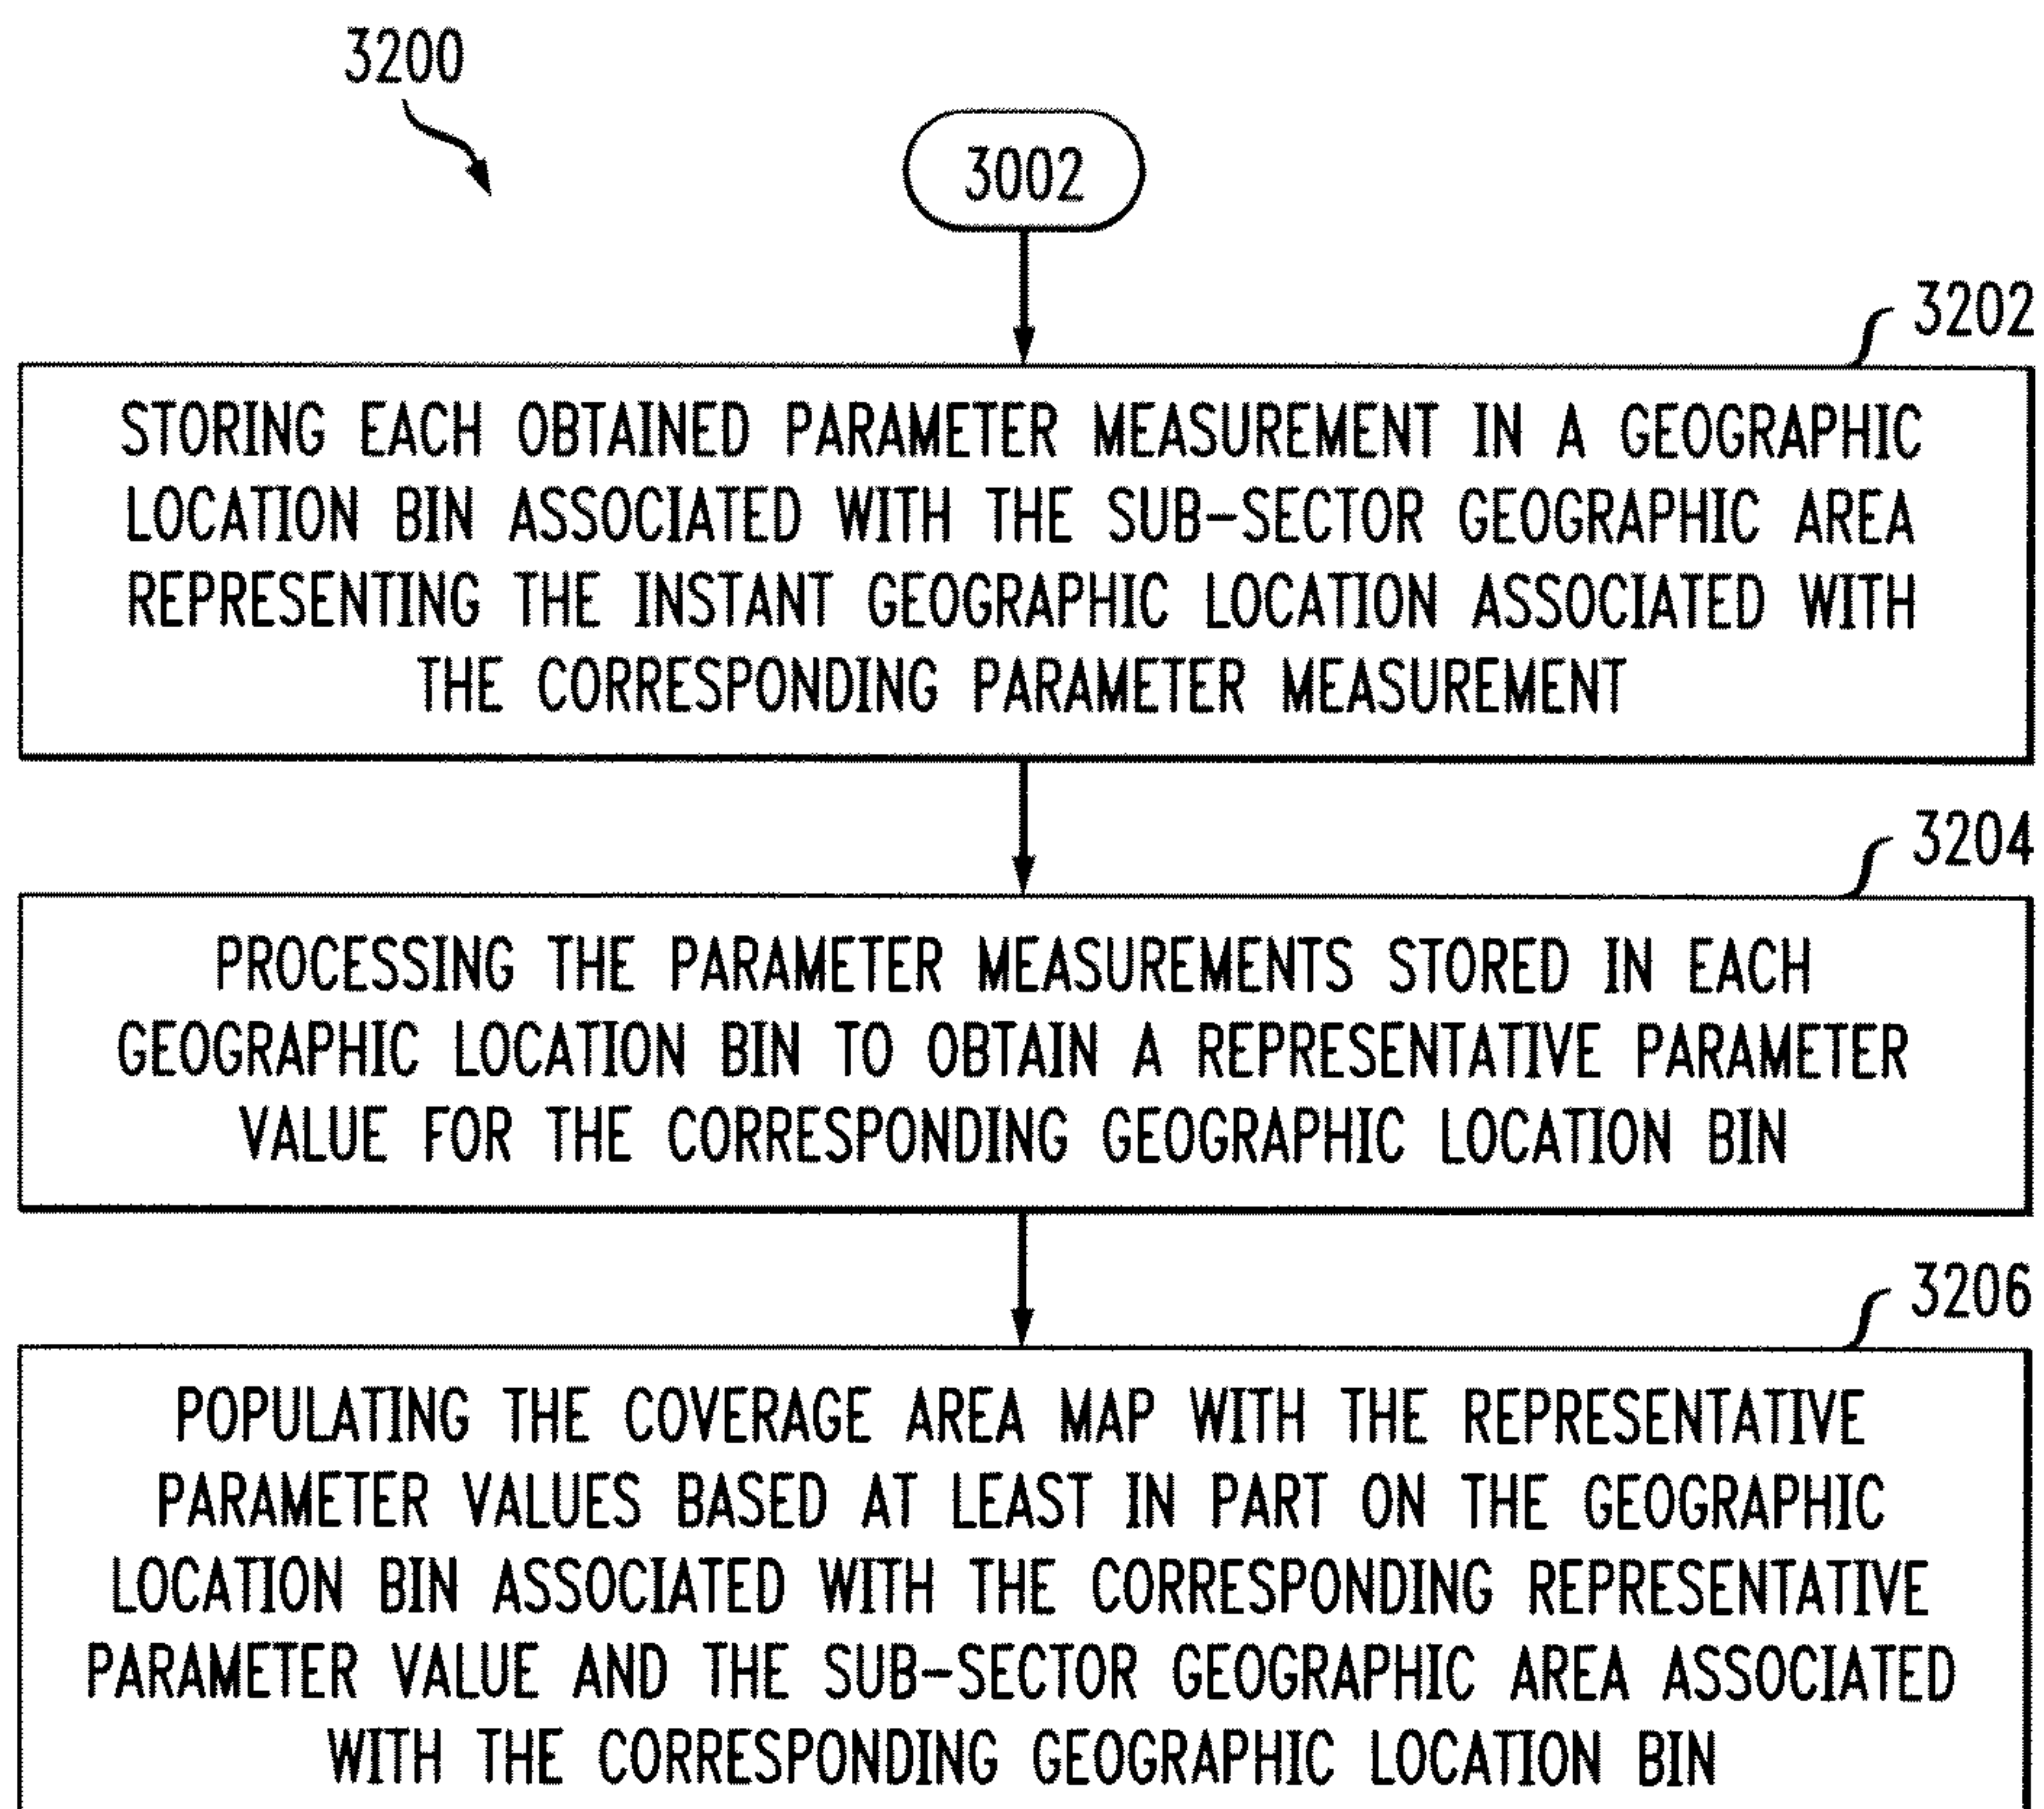 3200
3002
3202
STORING EACH OBTAINED PARAMETER MEASUREMENT IN A GEOGRAPHIC
LOCATION BIN ASSOCIATED WITH THE SUB-SECTOR GEOGRAPHIC AREA
REPRESENTING THE INSTANT GEOGRAPHIC LOCATION ASSOCIATED WITH
THE CORRESPONDING PARAMETER MEASUREMENT
3204
PROCESSING THE PARAMETER MEASUREMENTS STORED IN EACH
GEOGRAPHIC LOCATION BIN TO OBTAIN A REPRESENTATIVE PARAMETER
VALUE FOR THE CORRESPONDING GEOGRAPHIC LOCATION BIN
3206
POPULATING THE COVERAGE AREA MAP WITH THE REPRESENTATIVE
PARAMETER VALUES BASED AT LEAST IN PART ON THE GEOGRAPHIC
LOCATION BIN ASSOCIATED WITH THE CORRESPONDING REPRESENTATIVE
PARAMETER VALUE AND THE SUB-SECTOR GEOGRAPHIC AREA ASSOCIATED
WITH THE CORRESPONDING GEOGRAPHIC LOCATION BIN